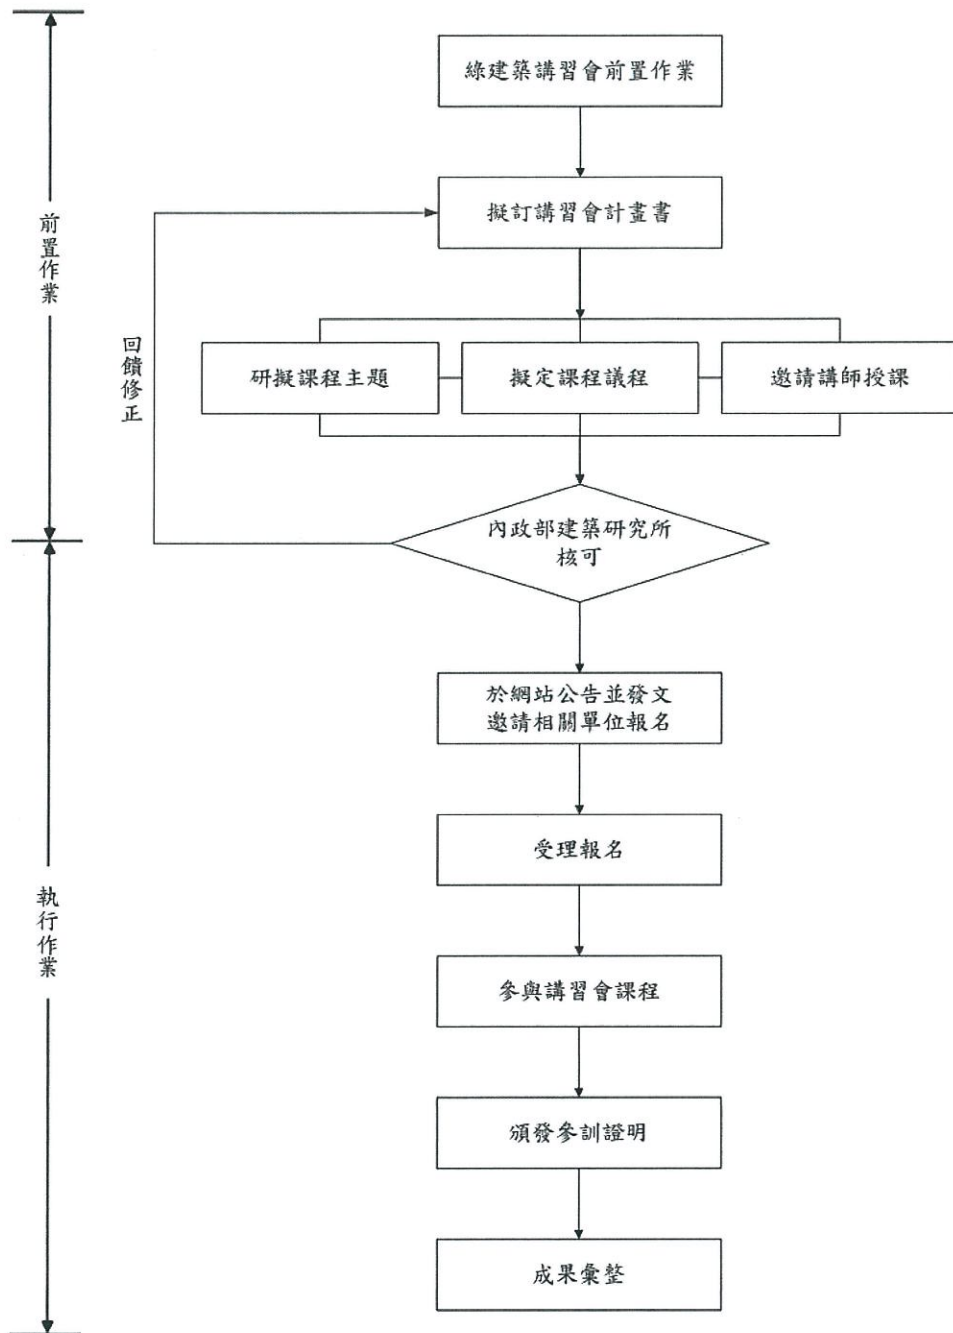 綠建築講習會前置作業
擬訂講習會計畫書
前置作業
回饋修正
研擬課程主題
擬定課程議程
邀請講師授課
內政部建築研究所
核可
於網站公告並發文
邀請相關單位報名
受理報名
執行作業
參與講習會課程
頒發參訓證明
成果彙整